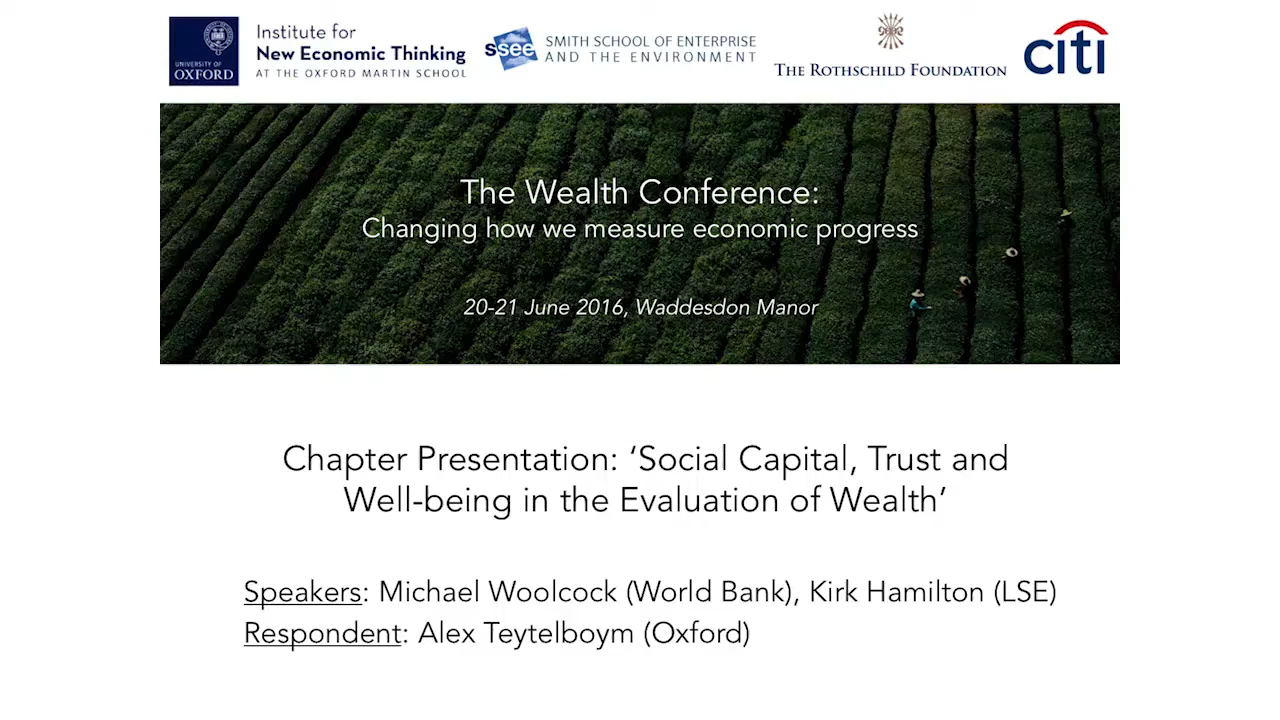 UNIVERSITY OF
OXFORD
Institute for
New Economic Thinking
AT THE OXFORD MARTIN SCHOOL
ssee
SMITH SCHOOL OF ENTERPRISE
AND THE ENVIRONMENT
THE ROTHSCHILD FOUNDATION
citi
The Wealth Conference:
Changing how we measure economic progress
20-21 June 2016, Waddesdon Manor
Chapter Presentation: ‘Social Capital, Trust and
Well-being in the Evaluation of Wealth’
Speakers: Michael Woolcock (World Bank), Kirk Hamilton (LSE)
Respondent: Alex Teytelboym (Oxford)